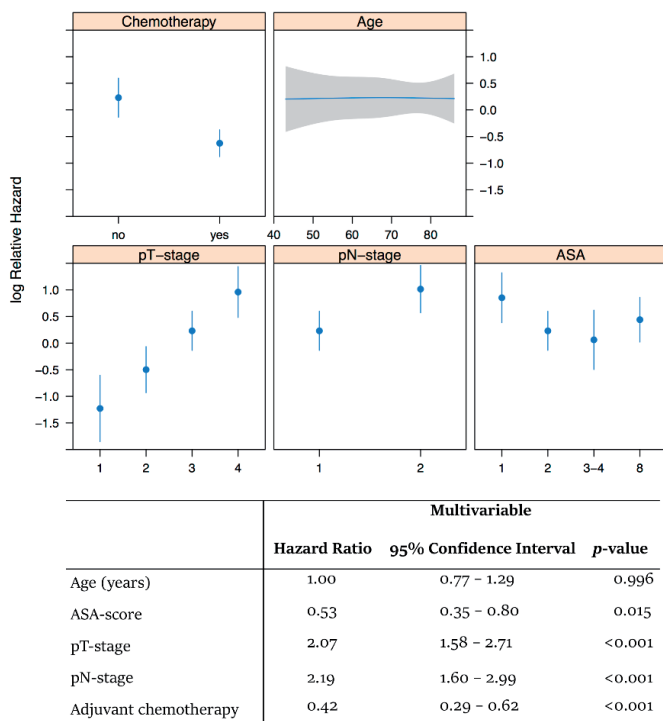 Chemotherapy Age
1.0
0.5
0.0
−0.5
−1.0
−1.5
no yes 40 50 60 70 80
log Relative Hazard
pT−stage pN−stage ASA
1.0
0.5
0.0
−0.5
−1.0
−1.5
1 2 3 4 1 2 1 2 3−4 8
Multivariable
Hazard Ratio 95% Confidence Interval p-value
Age (years) 1.00 0.77 – 1.29 0.996
ASA-score 0.53 0.35 – 0.80 0.015
pT-stage 2.07 1.58 – 2.71 <0.001
pN-stage 2.19 1.60 – 2.99 <0.001
Adjuvant chemotherapy 0.42 0.29 – 0.62 <0.001